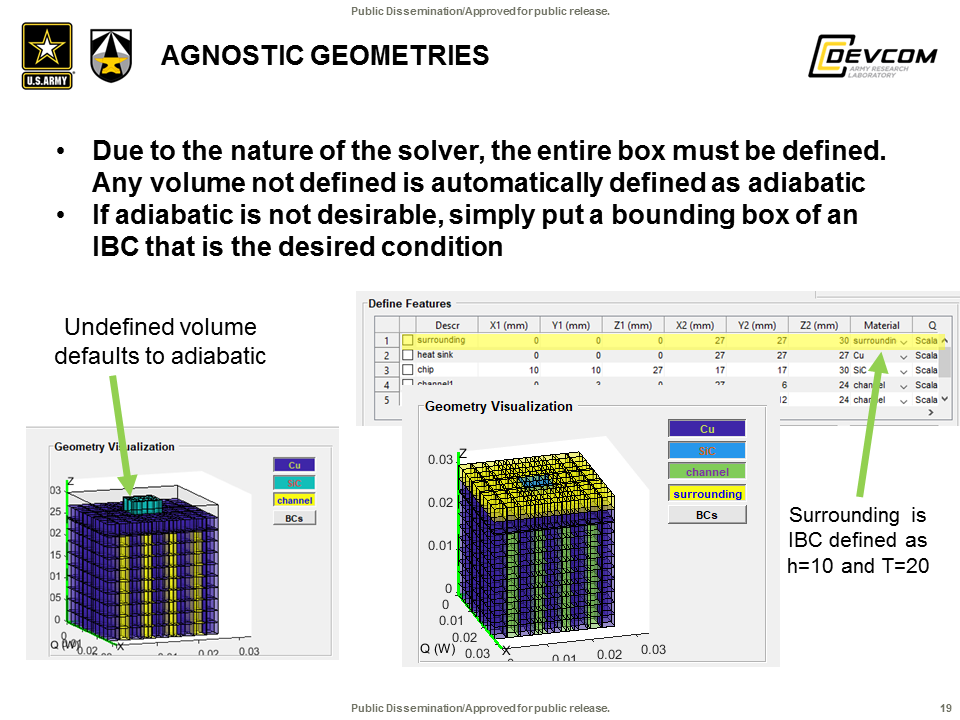 Public Dissemination/Approved for public release.
U.S.ARMY
AGNOSTIC GEOMETRIES
DEVCOM
ARMY RESEARCH
LABORATORY
• Due to the nature of the solver, the entire box must be defined.
Any volume not defined is automatically defined as adiabatic
• If adiabatic is not desirable, simply put a bounding box of an
IBC that is the desired condition
Undefined volume
defaults to adiabatic
Define Features
Descr X1 (mm) Y1 (mm) Z1 (mm) X2 (mm) Y2 (mm) Z2 (mm) Material Q
1 surrounding 0 0 0 27 27 30 surroundin Scala
2 heat sink 0 0 0 27 27 27 Cu Scala
3 chip 10 10 27 17 17 30 SiC Scala
4 channel1 0 3 0 27 6 24 channel Scala
5 12 24 channel Scala
Geometry Visualization
Cu
SiC
channel
BCs
Z
03
25
02
15
01
05
0
0
0.01
0.02
Q (W)
X
0.01
0.02
0.03
Geometry Visualization
Cu
SiC
channel
surrounding
BCs
Z
0.03
0.02
0.01
0
0
0.01
0.02
0.03
Q (W)
X
0
0.01
0.02
0.03
Surrounding is
IBC defined as
h=10 and T=20
Public Dissemination/Approved for public release.
19